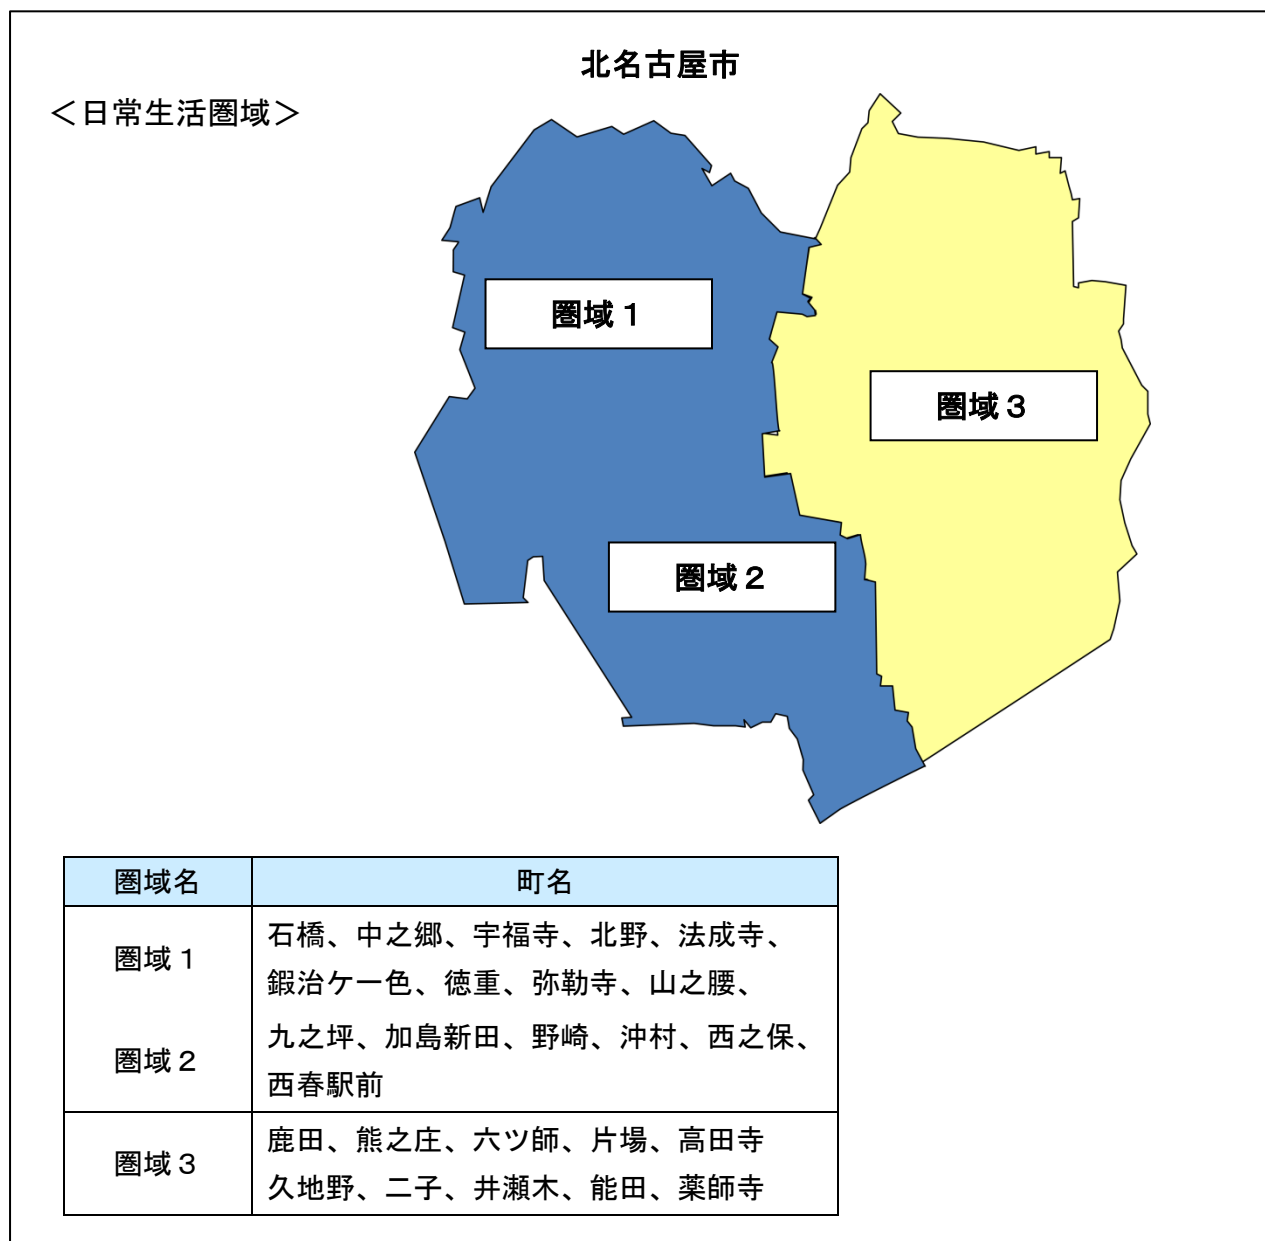 北名古屋市
＜日常生活圏域＞
圏域１
圏域３
圏域２
圏域名 町名
圏域１
石橋、中之郷、宇福寺、北野、法成寺、
鍜治ケ一色、徳重、弥勒寺、山之腰、
圏域２
九之坪、加島新田、野崎、沖村、西之保、
西春駅前
圏域３
鹿田、熊之庄、六ツ師、片場、高田寺
久地野、二子、井瀬木、能田、薬師寺